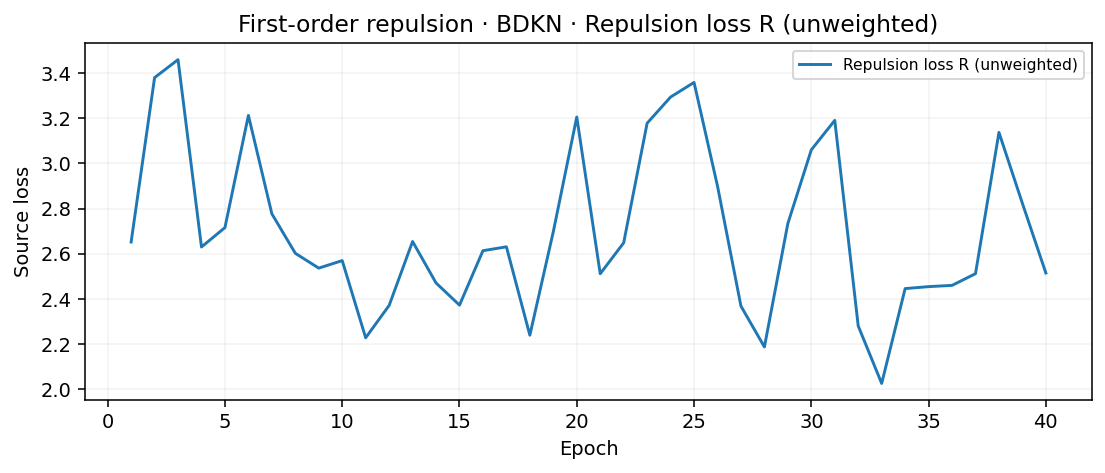 First-order repulsion · BDKN · Repulsion loss R (unweighted)
Repulsion loss R (unweighted)
Source loss
3.4
3.2
3.0
2.8
2.6
2.4
2.2
2.0
0 5 10 15 20 25 30 35 40
Epoch